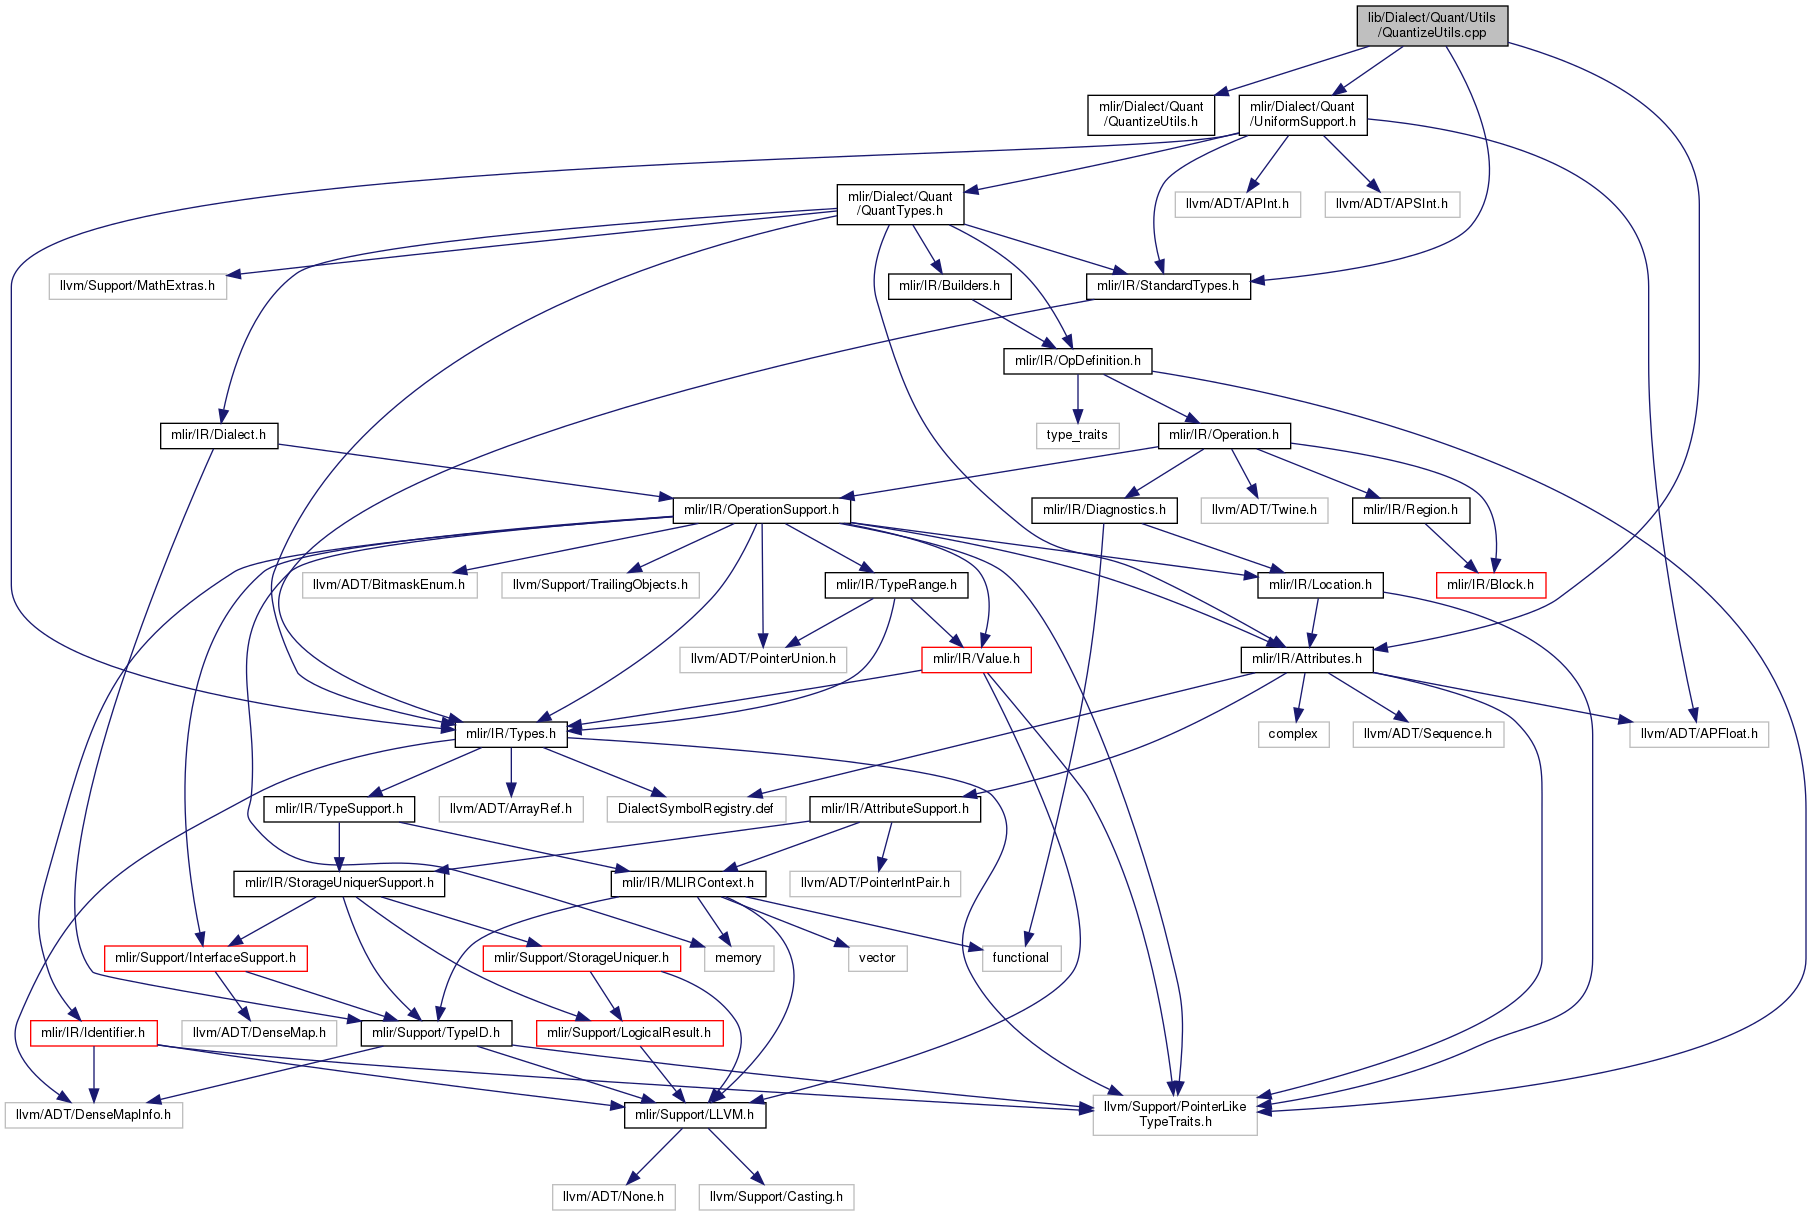 lib/Dialect/Quant/Utils
/QuantizeUtils.cpp
mlir/Dialect/Quant
/QuantizeUtils.h
mlir/Dialect/Quant
/UniformSupport.h
mlir/Dialect/Quant
/QuantTypes.h
llvm/ADT/APInt.h
llvm/ADT/APSInt.h
llvm/Support/MathExtras.h
mlir/IR/Builders.h
mlir/IR/StandardTypes.h
mlir/IR/OpDefinition.h
mlir/IR/Dialect.h
type_traits
mlir/IR/Operation.h
mlir/IR/OperationSupport.h
mlir/IR/Diagnostics.h
llvm/ADT/Twine.h
mlir/IR/Region.h
llvm/ADT/BitmaskEnum.h
llvm/Support/TrailingObjects.h
mlir/IR/TypeRange.h
mlir/IR/Location.h
mlir/IR/Block.h
llvm/ADT/PointerUnion.h
mlir/IR/Value.h
mlir/IR/Attributes.h
mlir/IR/Types.h
complex
llvm/ADT/Sequence.h
llvm/ADT/APFloat.h
mlir/IR/TypeSupport.h
llvm/ADT/ArrayRef.h
DialectSymbolRegistry.def
mlir/IR/AttributeSupport.h
mlir/IR/StorageUniquerSupport.h
mlir/IR/MLIRContext.h
llvm/ADT/PointerIntPair.h
mlir/Support/InterfaceSupport.h
mlir/Support/StorageUniquer.h
memory
vector
functional
mlir/IR/Identifier.h
llvm/ADT/DenseMap.h
mlir/Support/TypeID.h
mlir/Support/LogicalResult.h
llvm/ADT/DenseMapInfo.h
mlir/Support/LLVM.h
llvm/Support/PointerLike
TypeTraits.h
llvm/ADT/None.h
llvm/Support/Casting.h